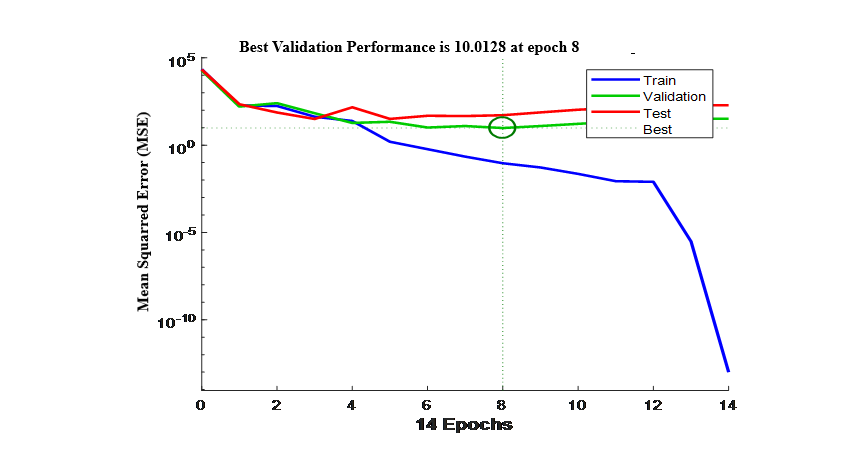 Best Validation Performance is 10.0128 at epoch 8
Mean Squarred Error (MSE)
10^5
10^0
10^-5
10^-10
Train
Validation
Test
Best
0 2 4 6 8 10 12 14
14 Epochs